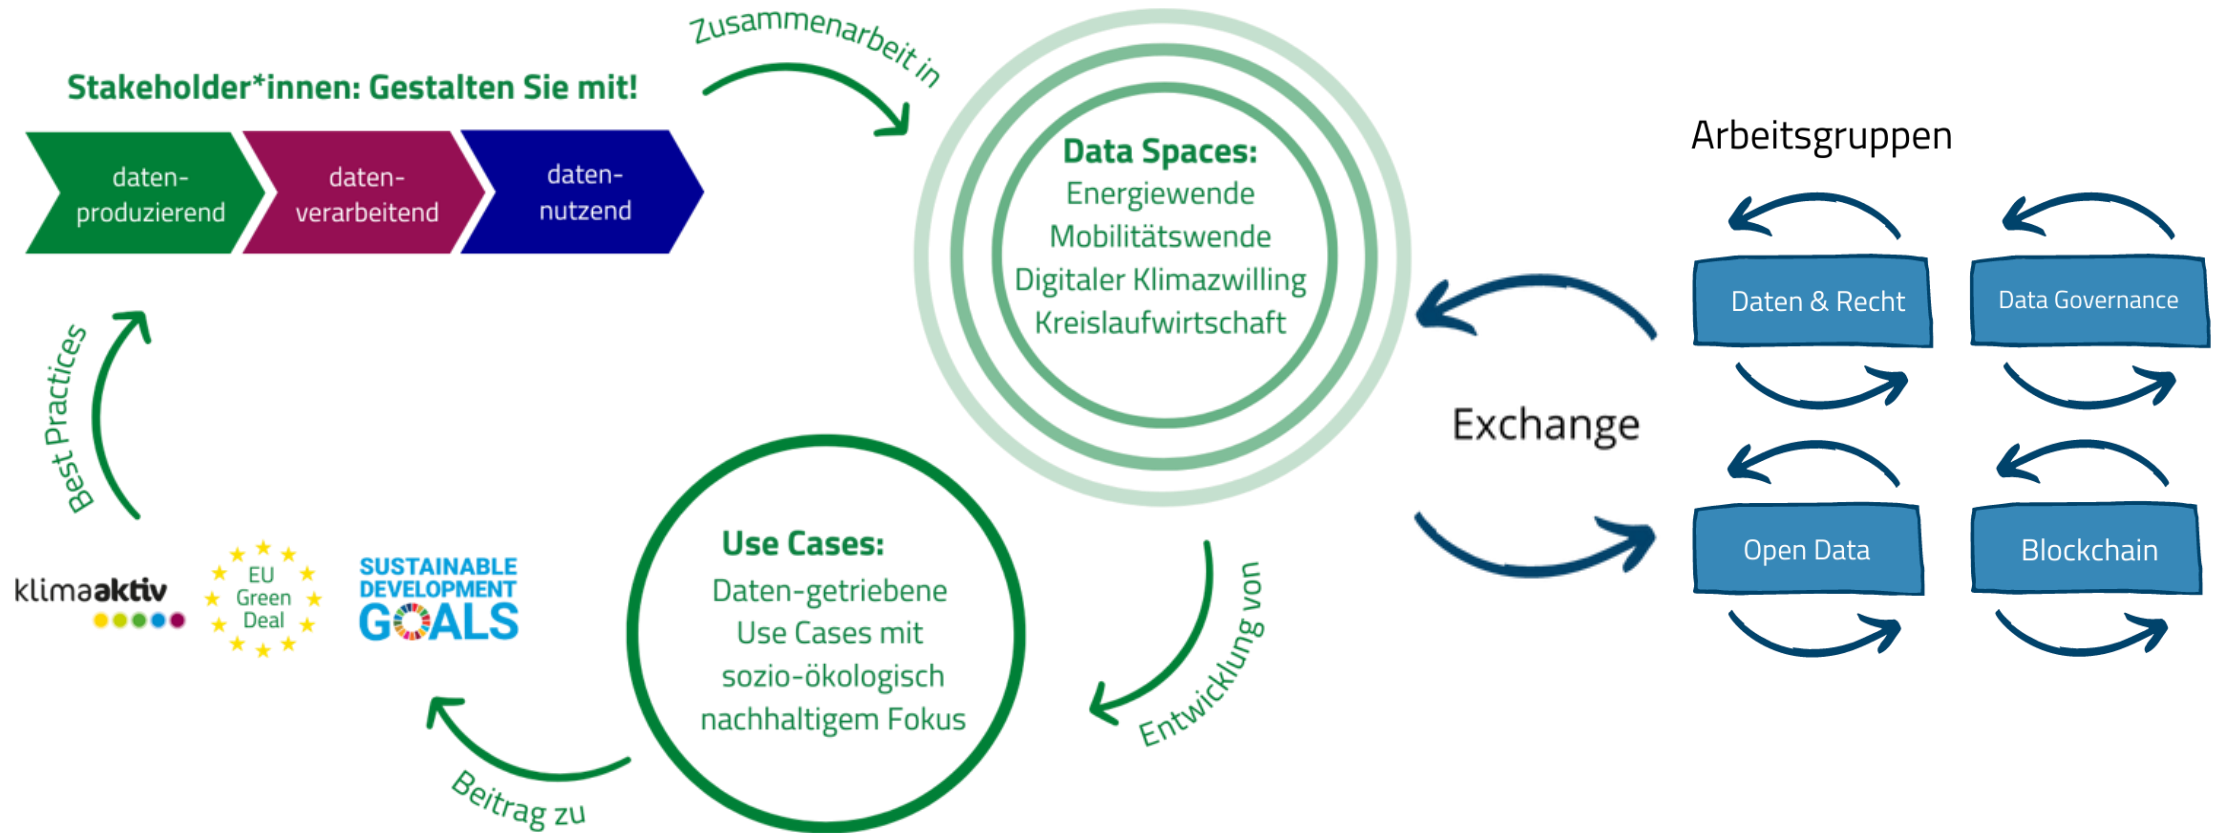 Zusammenarbeit in
Stakeholder*innen: Gestalten Sie mit!
daten-
produzierend
daten-
verarbeitend
daten-
nutzend
Data Spaces:
Energiewende
Mobilitätswende
Digitaler Klimazwilling
Kreislaufwirtschaft
Arbeitsgruppen
Daten & Recht
Data Governance
Exchange
Open Data
Blockchain
Best Practices
klimaaktiv
EU
Green
Deal
SUSTAINABLE
DEVELOPMENT
GOALS
Use Cases:
Daten-getriebene
Use Cases mit
sozio-ökologisch
nachhaltigem Fokus
Entwicklung von
Beitrag zu